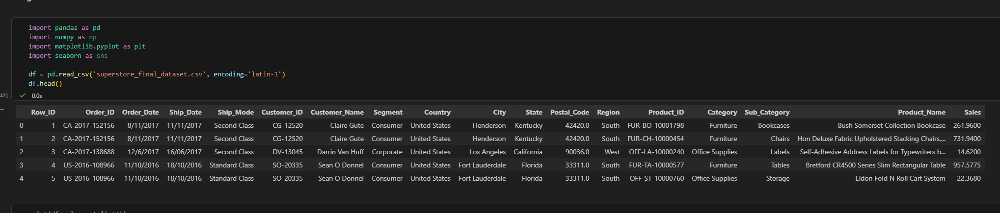 import pandas as pd
import numpy as np
import matplotlib.pyplot as plt
import seaborn as sns
df = pd.read_csv('superstore_final_dataset.csv', encoding='latin-1')
df.head()
27] 0.0s
Row_ID Order_ID Order_Date Ship_Date Ship_Mode Customer_ID Customer_Name Segment Country City State Postal_Code Region Product_ID Category Sub_Category Product_Name Sales
0 1 CA-2017-152156 8/11/2017 11/11/2017 Second Class CG-12520 Claire Gute Consumer United States Henderson Kentucky 42420.0 South FUR-BO-10001798 Furniture Bookcases Bush Somerset Collection Bookcase 261.9600
1 2 CA-2017-152156 8/11/2017 11/11/2017 Second Class CG-12520 Claire Gute Consumer United States Henderson Kentucky 42420.0 South FUR-CH-10000454 Furniture Chairs Hon Deluxe Fabric Upholstered Stacking Chairs,... 731.9400
2 3 CA-2017-138688 12/6/2017 16/06/2017 Second Class DV-13045 Darrin Van Huff Corporate United States Los Angeles California 90036.0 West OFF-LA-10000240 Office Supplies Labels Self-Adhesive Address Labels for Typewriters b... 14.6200
3 4 US-2016-108966 11/10/2016 18/10/2016 Standard Class SO-20335 Sean O Donnel Consumer United States Fort Lauderdale Florida 33311.0 South FUR-TA-10000577 Furniture Tables Bretford CR4500 Series Slim Rectangular Table 957.5775
4 5 US-2016-108966 11/10/2016 18/10/2016 Standard Class SO-20335 Sean O Donnel Consumer United States Fort Lauderdale Florida 33311.0 South OFF-ST-10000760 Office Supplies Storage Eldon Fold N Roll Cart System 22.3680